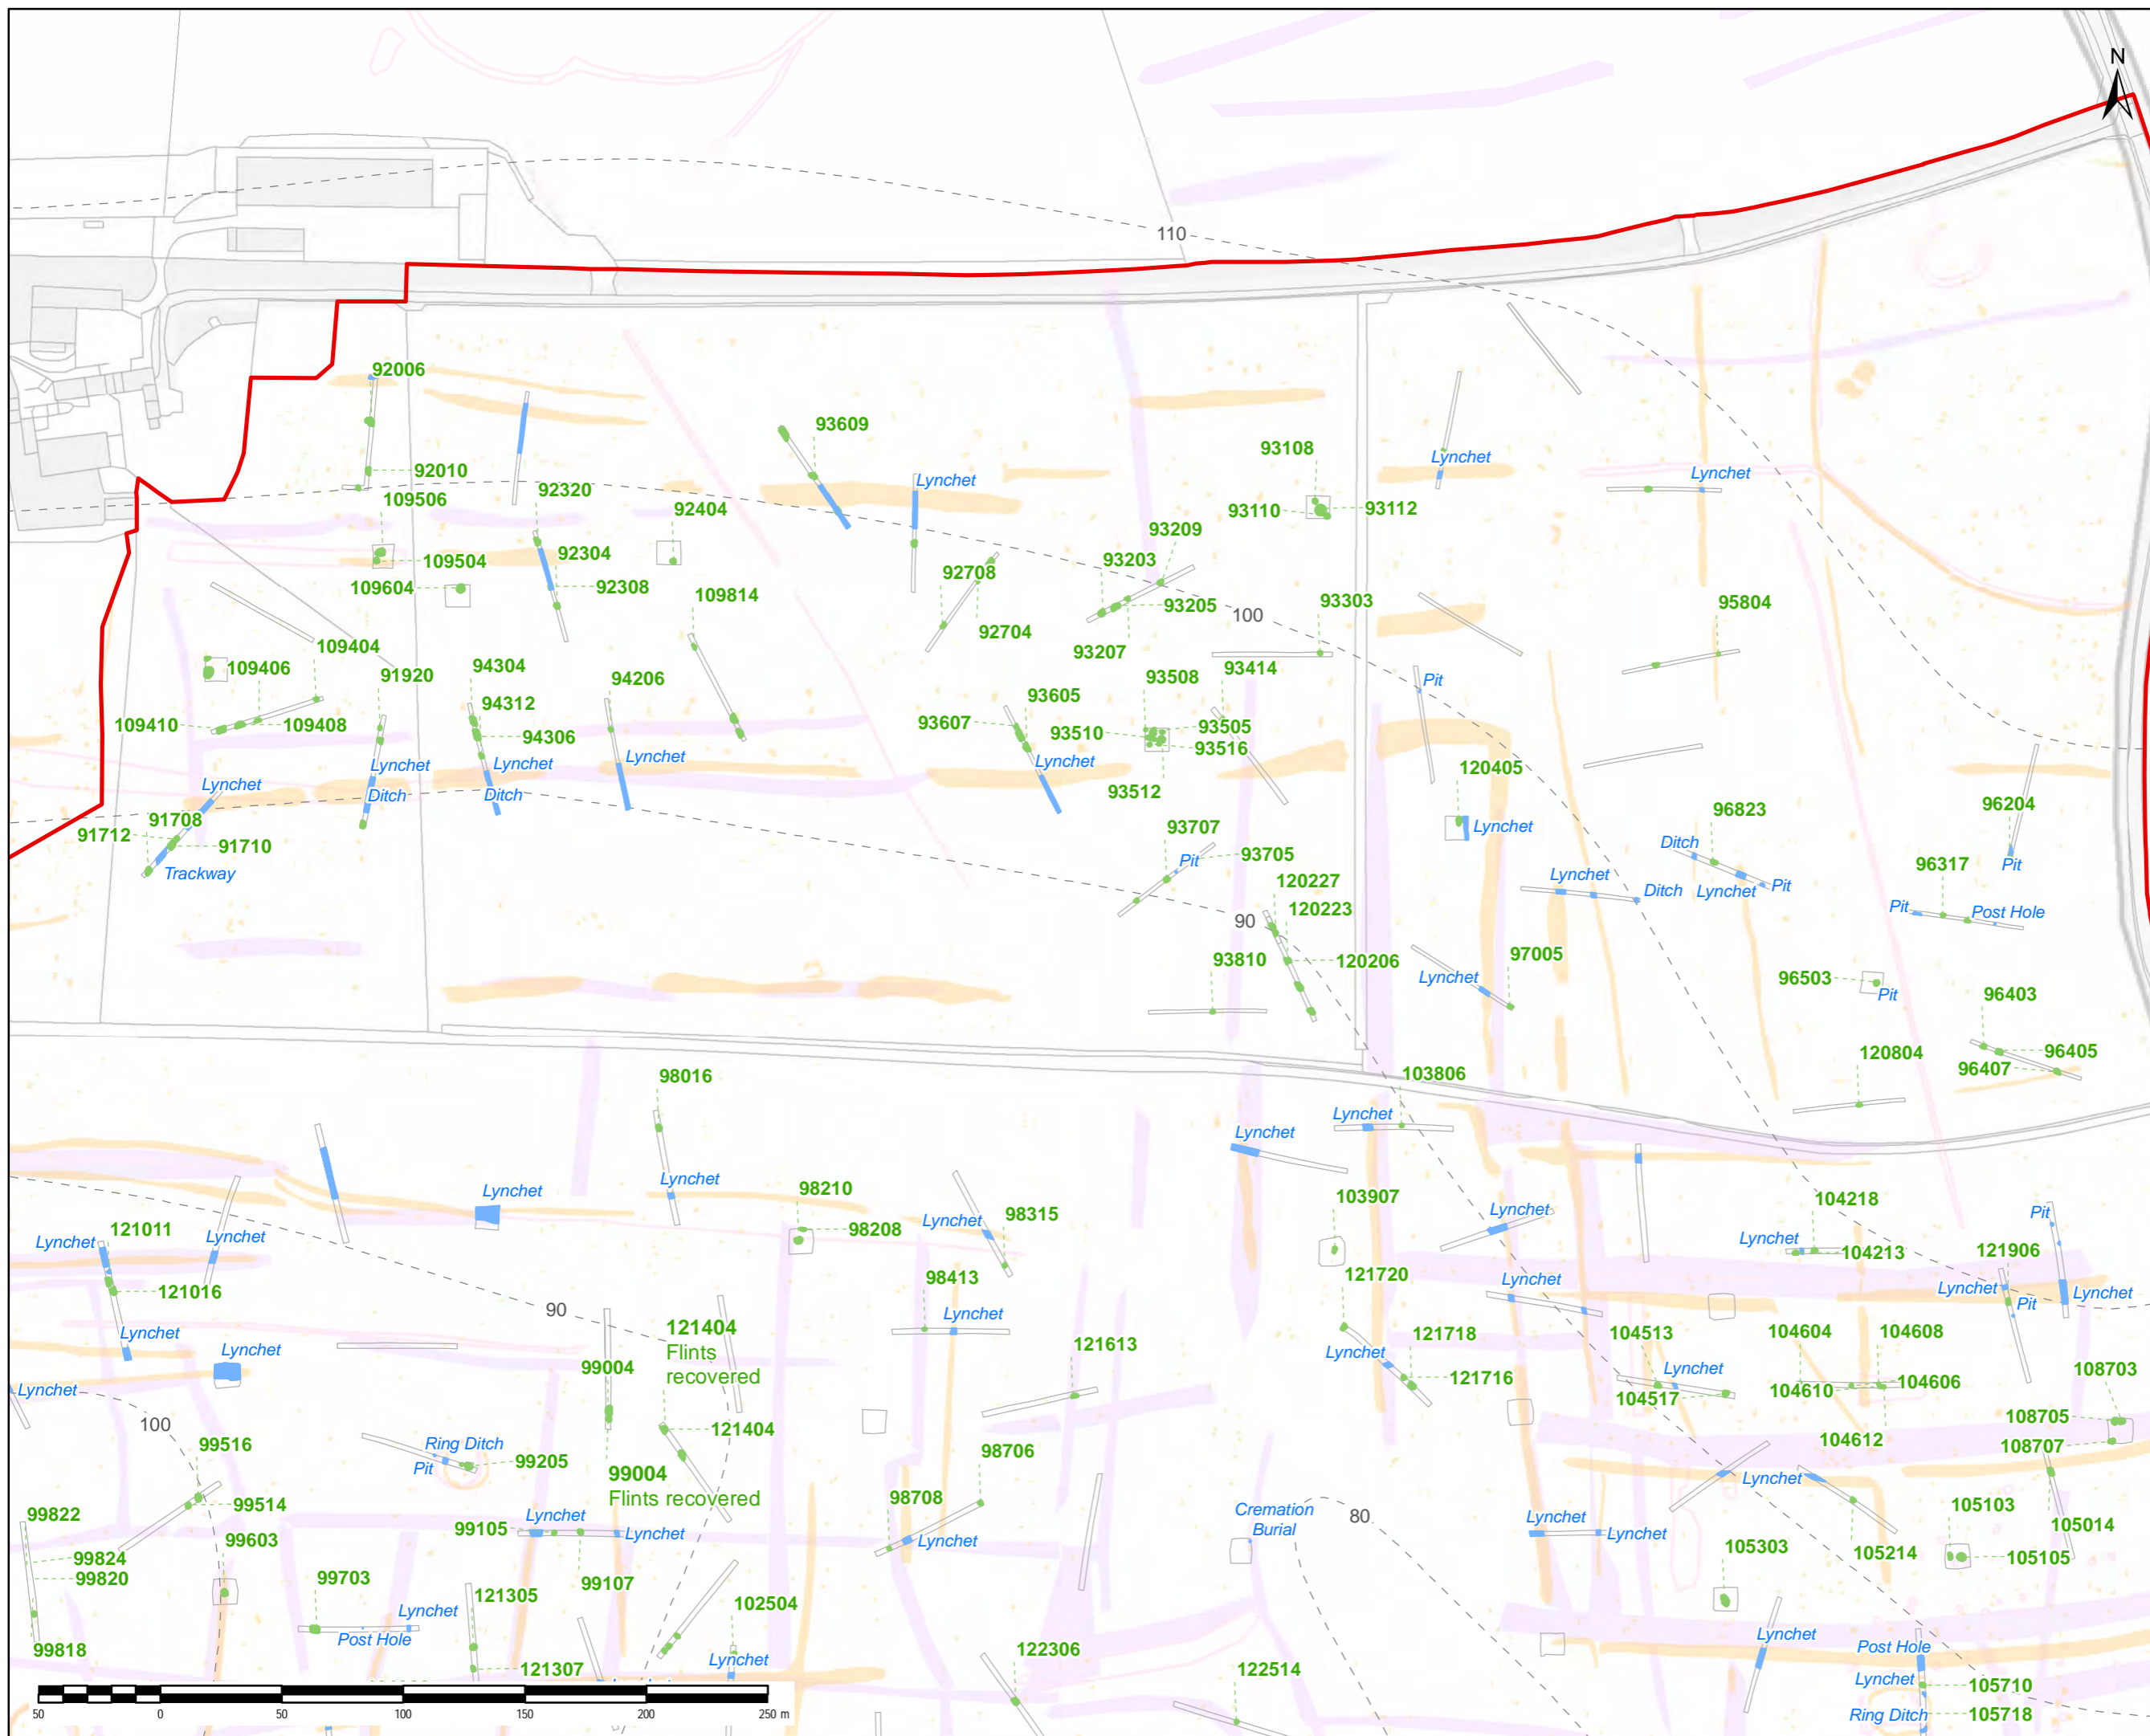 N
110
92006
93609
93108
Lynchet
Lynchet
Lynchet
92010
92320
109506
92404
93110
93112
93209
92304
93203
109504
92708
109604
92308
109814
93303
95804
93205
100
92704
109404
93207
109406
94304
93414
91920
94206
93508
Pit
93605
94312
109410
109408
93607
93510
93505
94306
93516
Lynchet
Lynchet
Lynchet
Lynchet
120405
Lynchet
Ditch
Ditch
93512
96823
96204
91708
93707
Lynchet
91712
91710
Ditch
Trackway
Pit
93705
Pit
96317
Lynchet
120227
Ditch
Lynchet
Pit
Pit
Post Hole
120223
90
97005
93810
120206
Lynchet
96503
Pit
96403
120804
96405
96407
98016
103806
Lynchet
Lynchet
Lynchet
98210
103907
104218
Lynchet
Lynchet
98315
Pit
Lynchet
121011
Lynchet
Lynchet
98208
Lynchet
104213
121906
Lynchet
121016
98413
121720
Lynchet
Lynchet
Lynchet
90
Lynchet
Pit
Lynchet
121404
Flints
recovered
121613
121718
104513
104604
104608
Lynchet
99004
Lynchet
Lynchet
108703
Lynchet
121716
104517
104610
104606
100
108705
99516
Ring Ditch
121404
104612
108707
Pit
99205
98706
99004
Flints recovered
Lynchet
99514
98708
Cremation
Burial
80
99822
99105
Lynchet
Lynchet
Lynchet
Lynchet
Lynchet
105103
105014
99603
99824
105303
105214
105105
99820
99703
99107
121305
102504
Lynchet
Post Hole
Lynchet
Post Hole
99818
122306
Lynchet
121307
122514
Lynchet
105710
Ring Ditch
105718
50 0 50 100 150 200 250 m